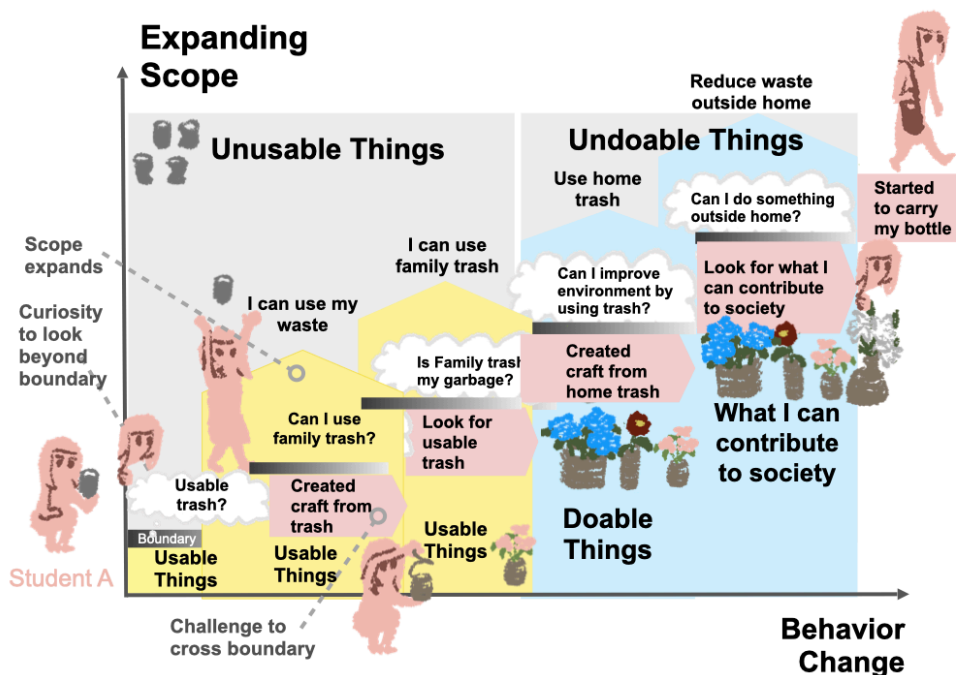 Expanding
Scope
Reduce waste
outside home
Unusable Things
Undoable Things
Use home
trash
Can I do something
outside home?
Started
to carry
my bottle
Scope
expands
I can use
family trash
Can I improve
environment by
using trash?
Look for what I
can contribute
to society
Curiosity
to look
beyond
boundary
I can use my
waste
Is Family trash
my garbage?
Created
craft from
home trash
Can I use
family trash?
Look for
usable
trash
What I can
contribute
to society
Usable
trash?
Created
craft from
trash
Boundary
Usable
Things
Usable
Things
Usable
Things
Doable
Things
Student A
Challenge to
cross boundary
Behavior
Change